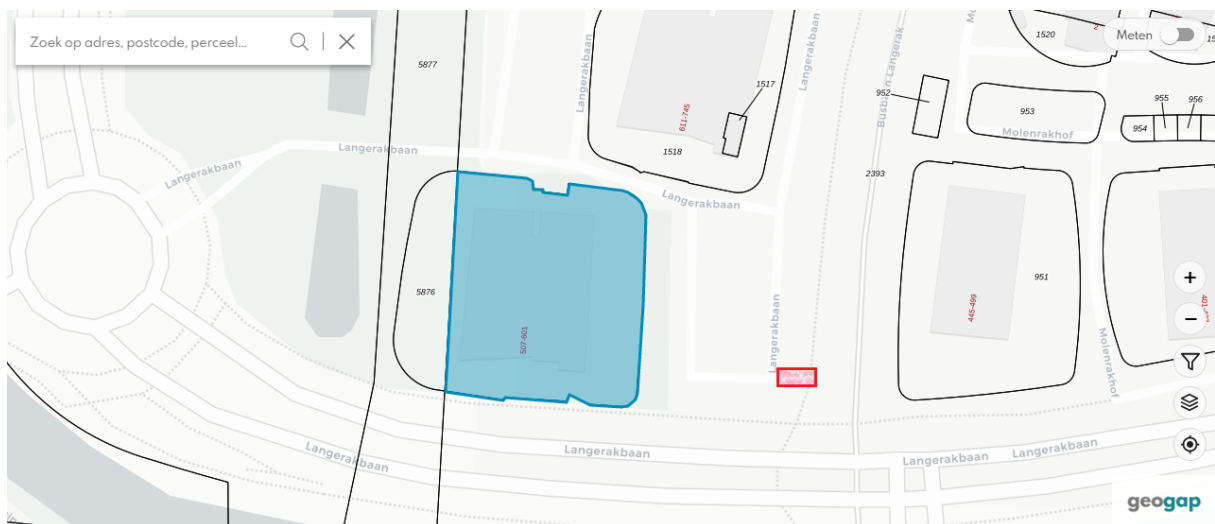 Zoek op adres, postcode, perceel...
Meten
5877
Langerakbaan
Langerakbaan
Busbaan Langerak
1520
1517
952
953
955
956
611-745
954
Molenrakhof
Langerakbaan
1518
Langerakbaan
2393
Langerakbaan
951
5876
445-499
401
507-601
Langerakbaan
Molenrakhof
Langerakbaan
Langerakbaan
Langerakbaan
Langerakbaan
geogap